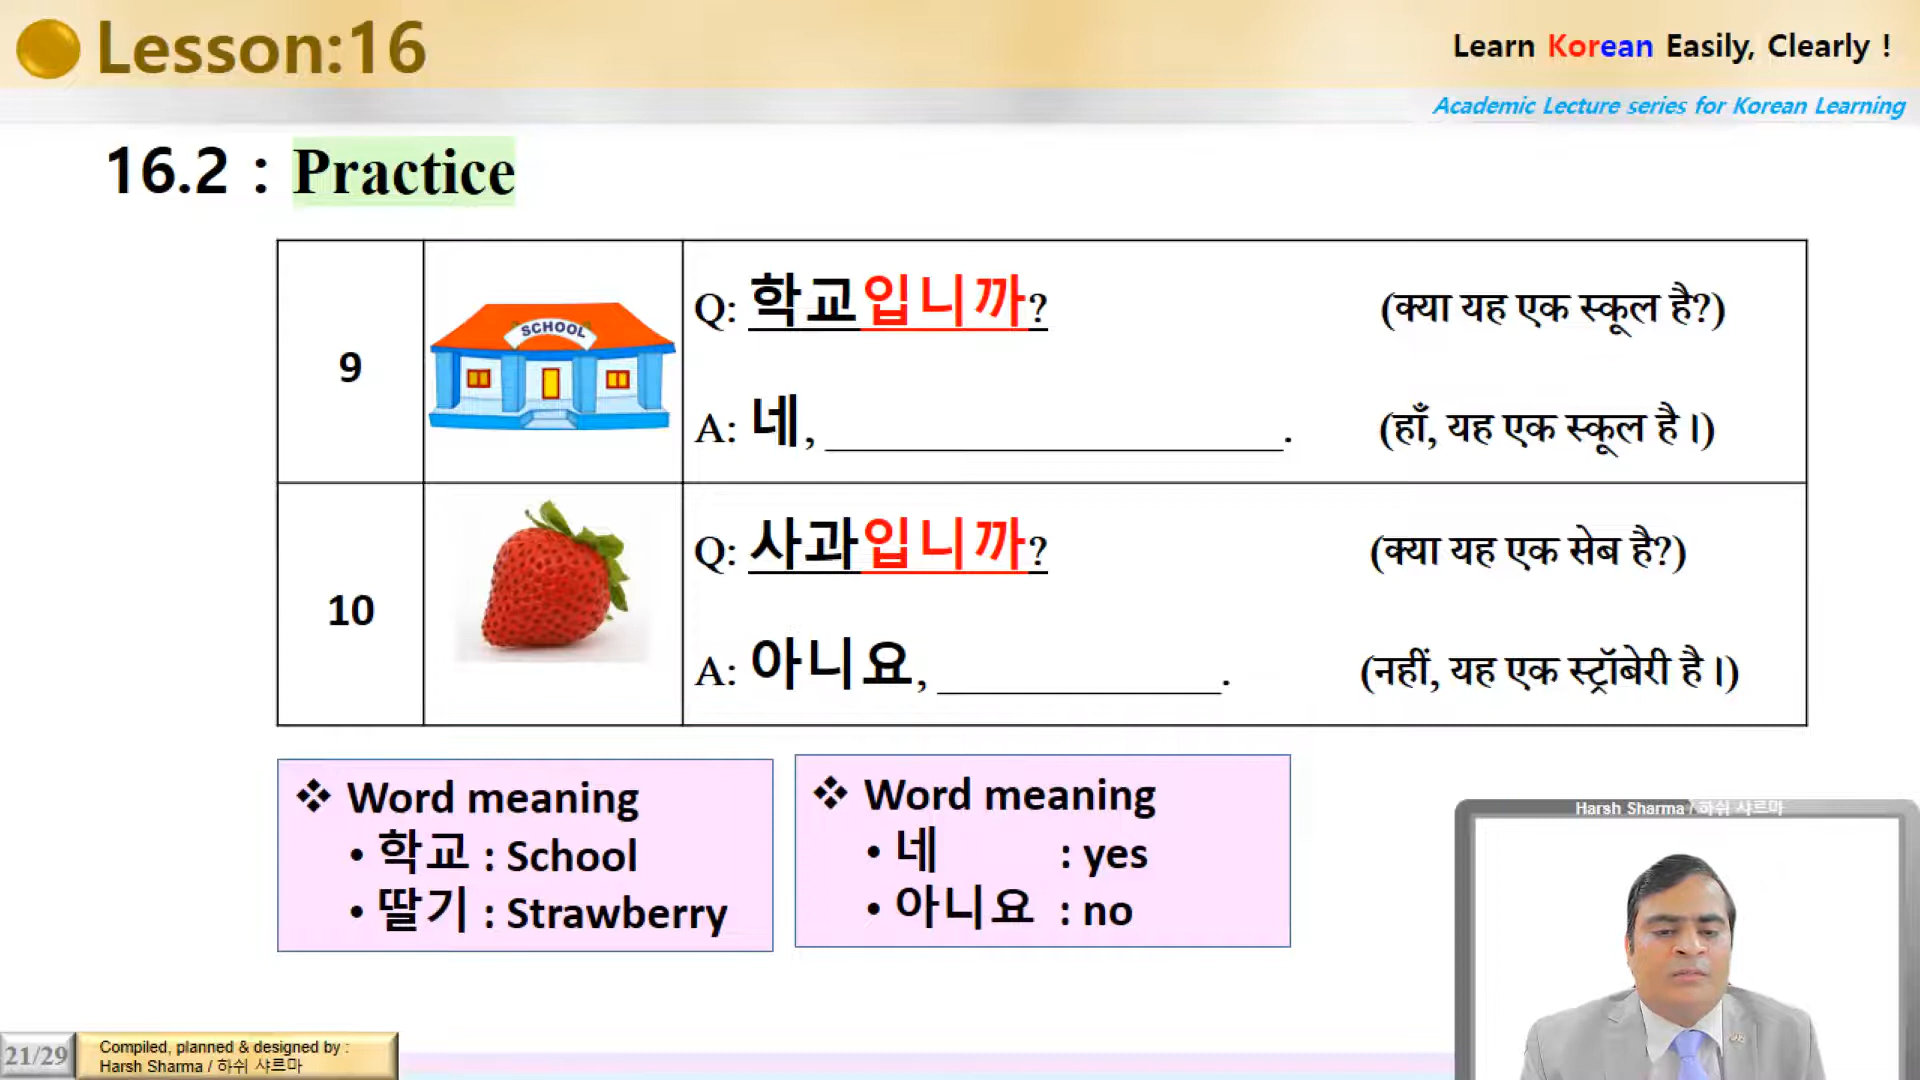 Lesson:16
Learn Korean Easily, Clearly !
Academic Lecture series for Korean Learning
16.2 : Practice
9
SCHOOL
Q: 학교입니까? (क्या यह एक स्कूल है?)
A: 네, ____________________. (हाँ, यह एक स्कूल है।)
10
Q: 사과입니까? (क्या यह एक सेब है?)
A: 아니요, ____________. (नहीं, यह एक स्ट्रॉबेरी है।)
❖ Word meaning
• 학교 : School
• 딸기 : Strawberry
❖ Word meaning
• 네 : yes
• 아니요 : no
Harsh Sharma / 하쉬 샤르마
21/29
Compiled, planned & designed by :
Harsh Sharma / 하쉬 샤르마